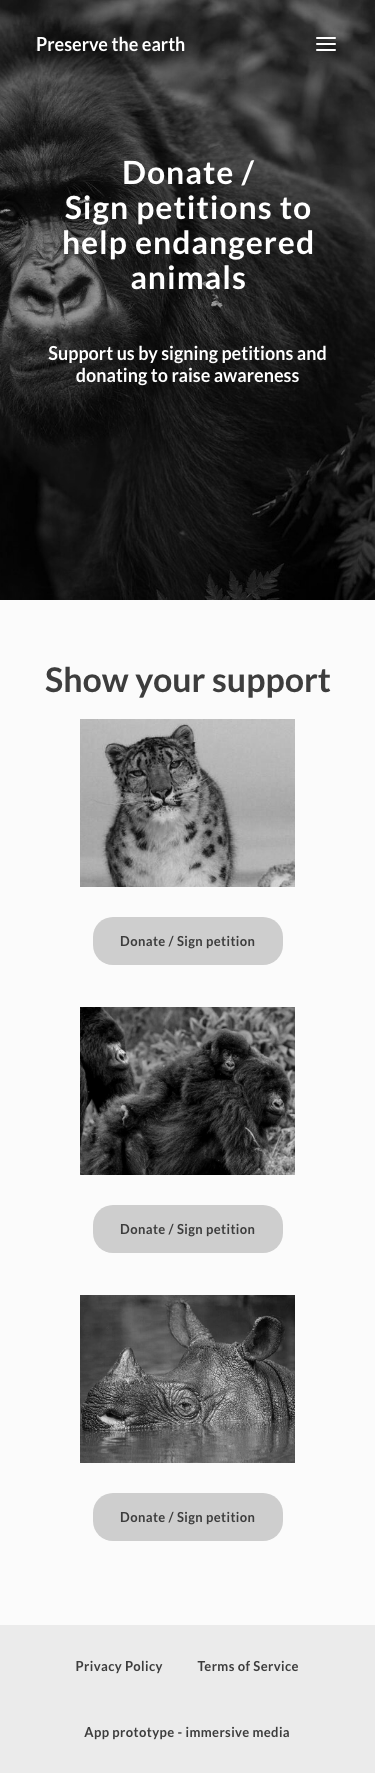 Preserve the earth
Donate /
Sign petitions to
help endangered
animals
Support us by signing petitions and
donating to raise awareness
Show your support
Donate / Sign petition
Donate / Sign petition
Donate / Sign petition
Privacy Policy Terms of Service
App prototype - immersive media